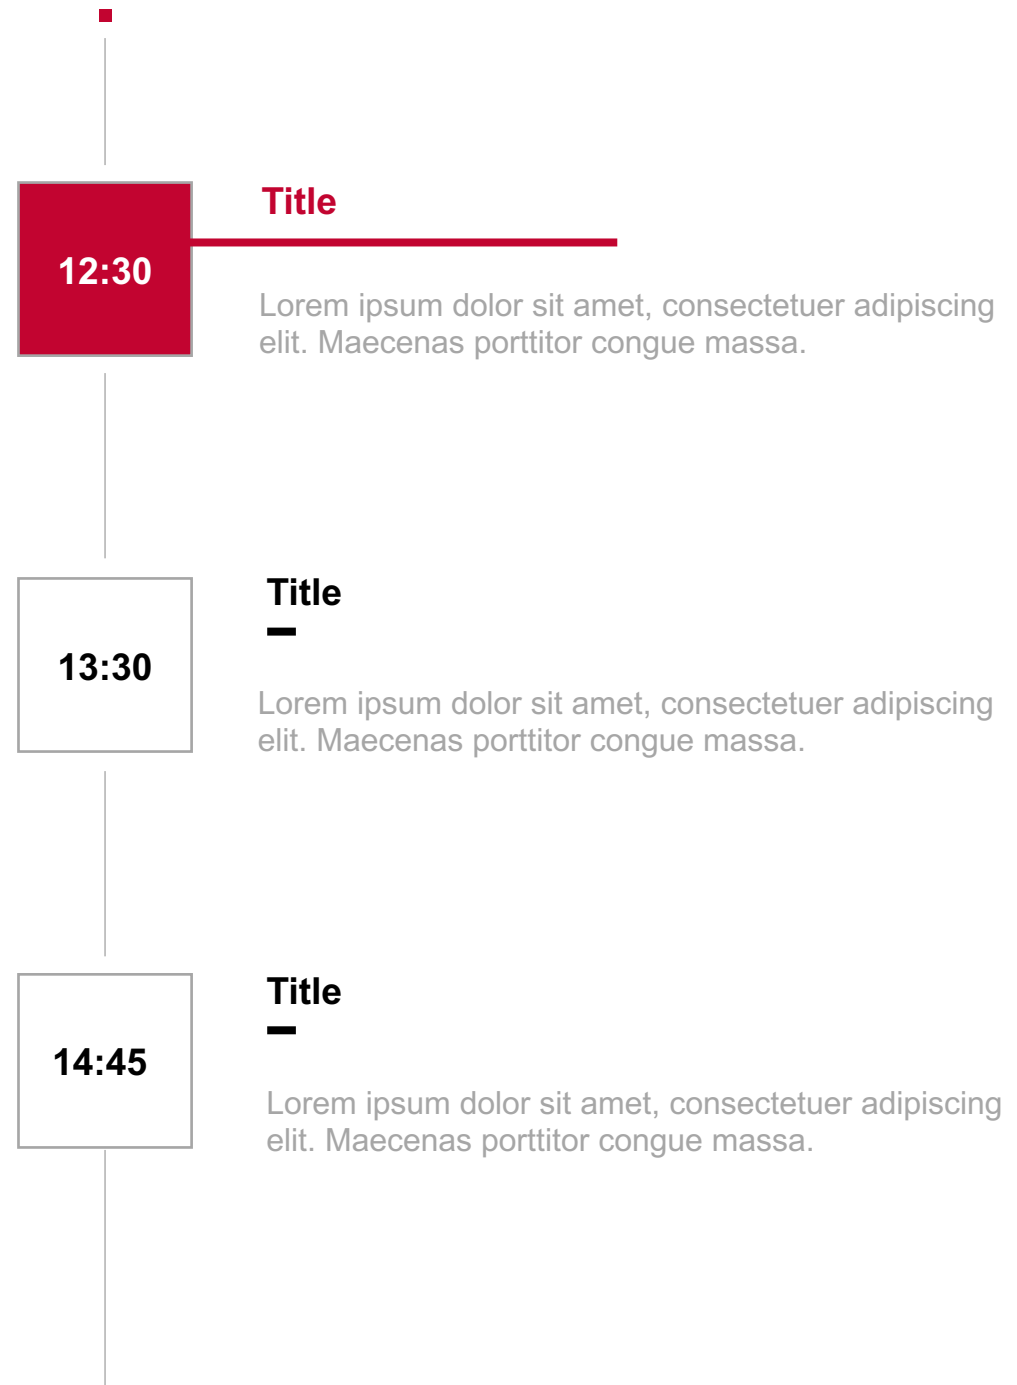 Title
12:30
Lorem ipsum dolor sit amet, consectetuer adipiscing
elit. Maecenas porttitor congue massa.
Title
13:30
Lorem ipsum dolor sit amet, consectetuer adipiscing
elit. Maecenas porttitor congue massa.
Title
14:45
Lorem ipsum dolor sit amet, consectetuer adipiscing
elit. Maecenas porttitor congue massa.